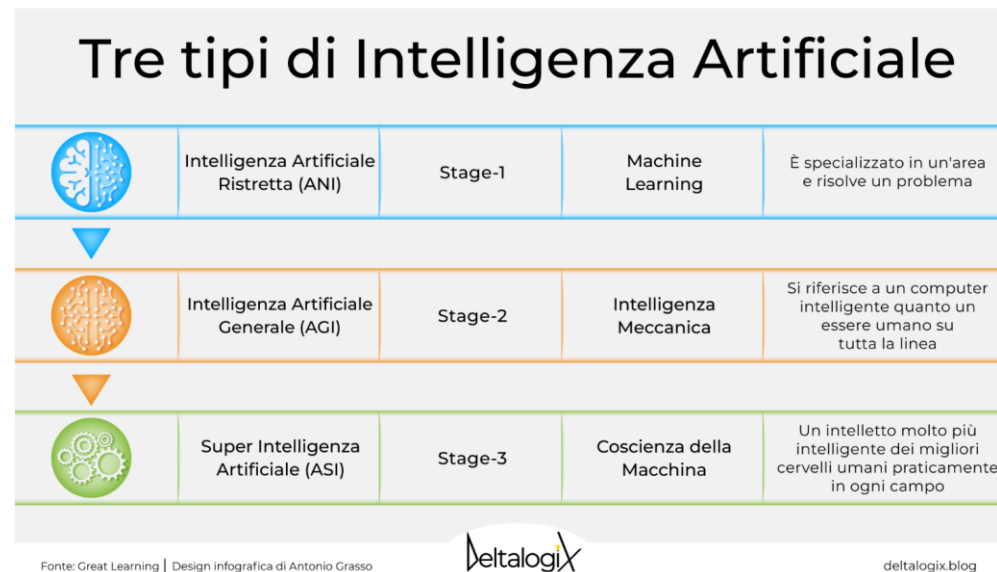 Tre tipi di Intelligenza Artificiale
Intelligenza Artificiale
Ristretta (ANI)
Stage-1
Machine
Learning
È specializzato in un'area
e risolve un problema
Intelligenza Artificiale
Generale (AGI)
Stage-2
Intelligenza
Meccanica
Si riferisce a un computer
intelligente quanto un
essere umano su
tutta la linea
Super Intelligenza
Artificiale (ASI)
Stage-3
Coscienza della
Macchina
Un intelletto molto più
intelligente dei migliori
cervelli umani praticamente
in ogni campo
Fonte: Great Learning | Design infografica di Antonio Grasso
DeltalogiX
deltalogix.blog